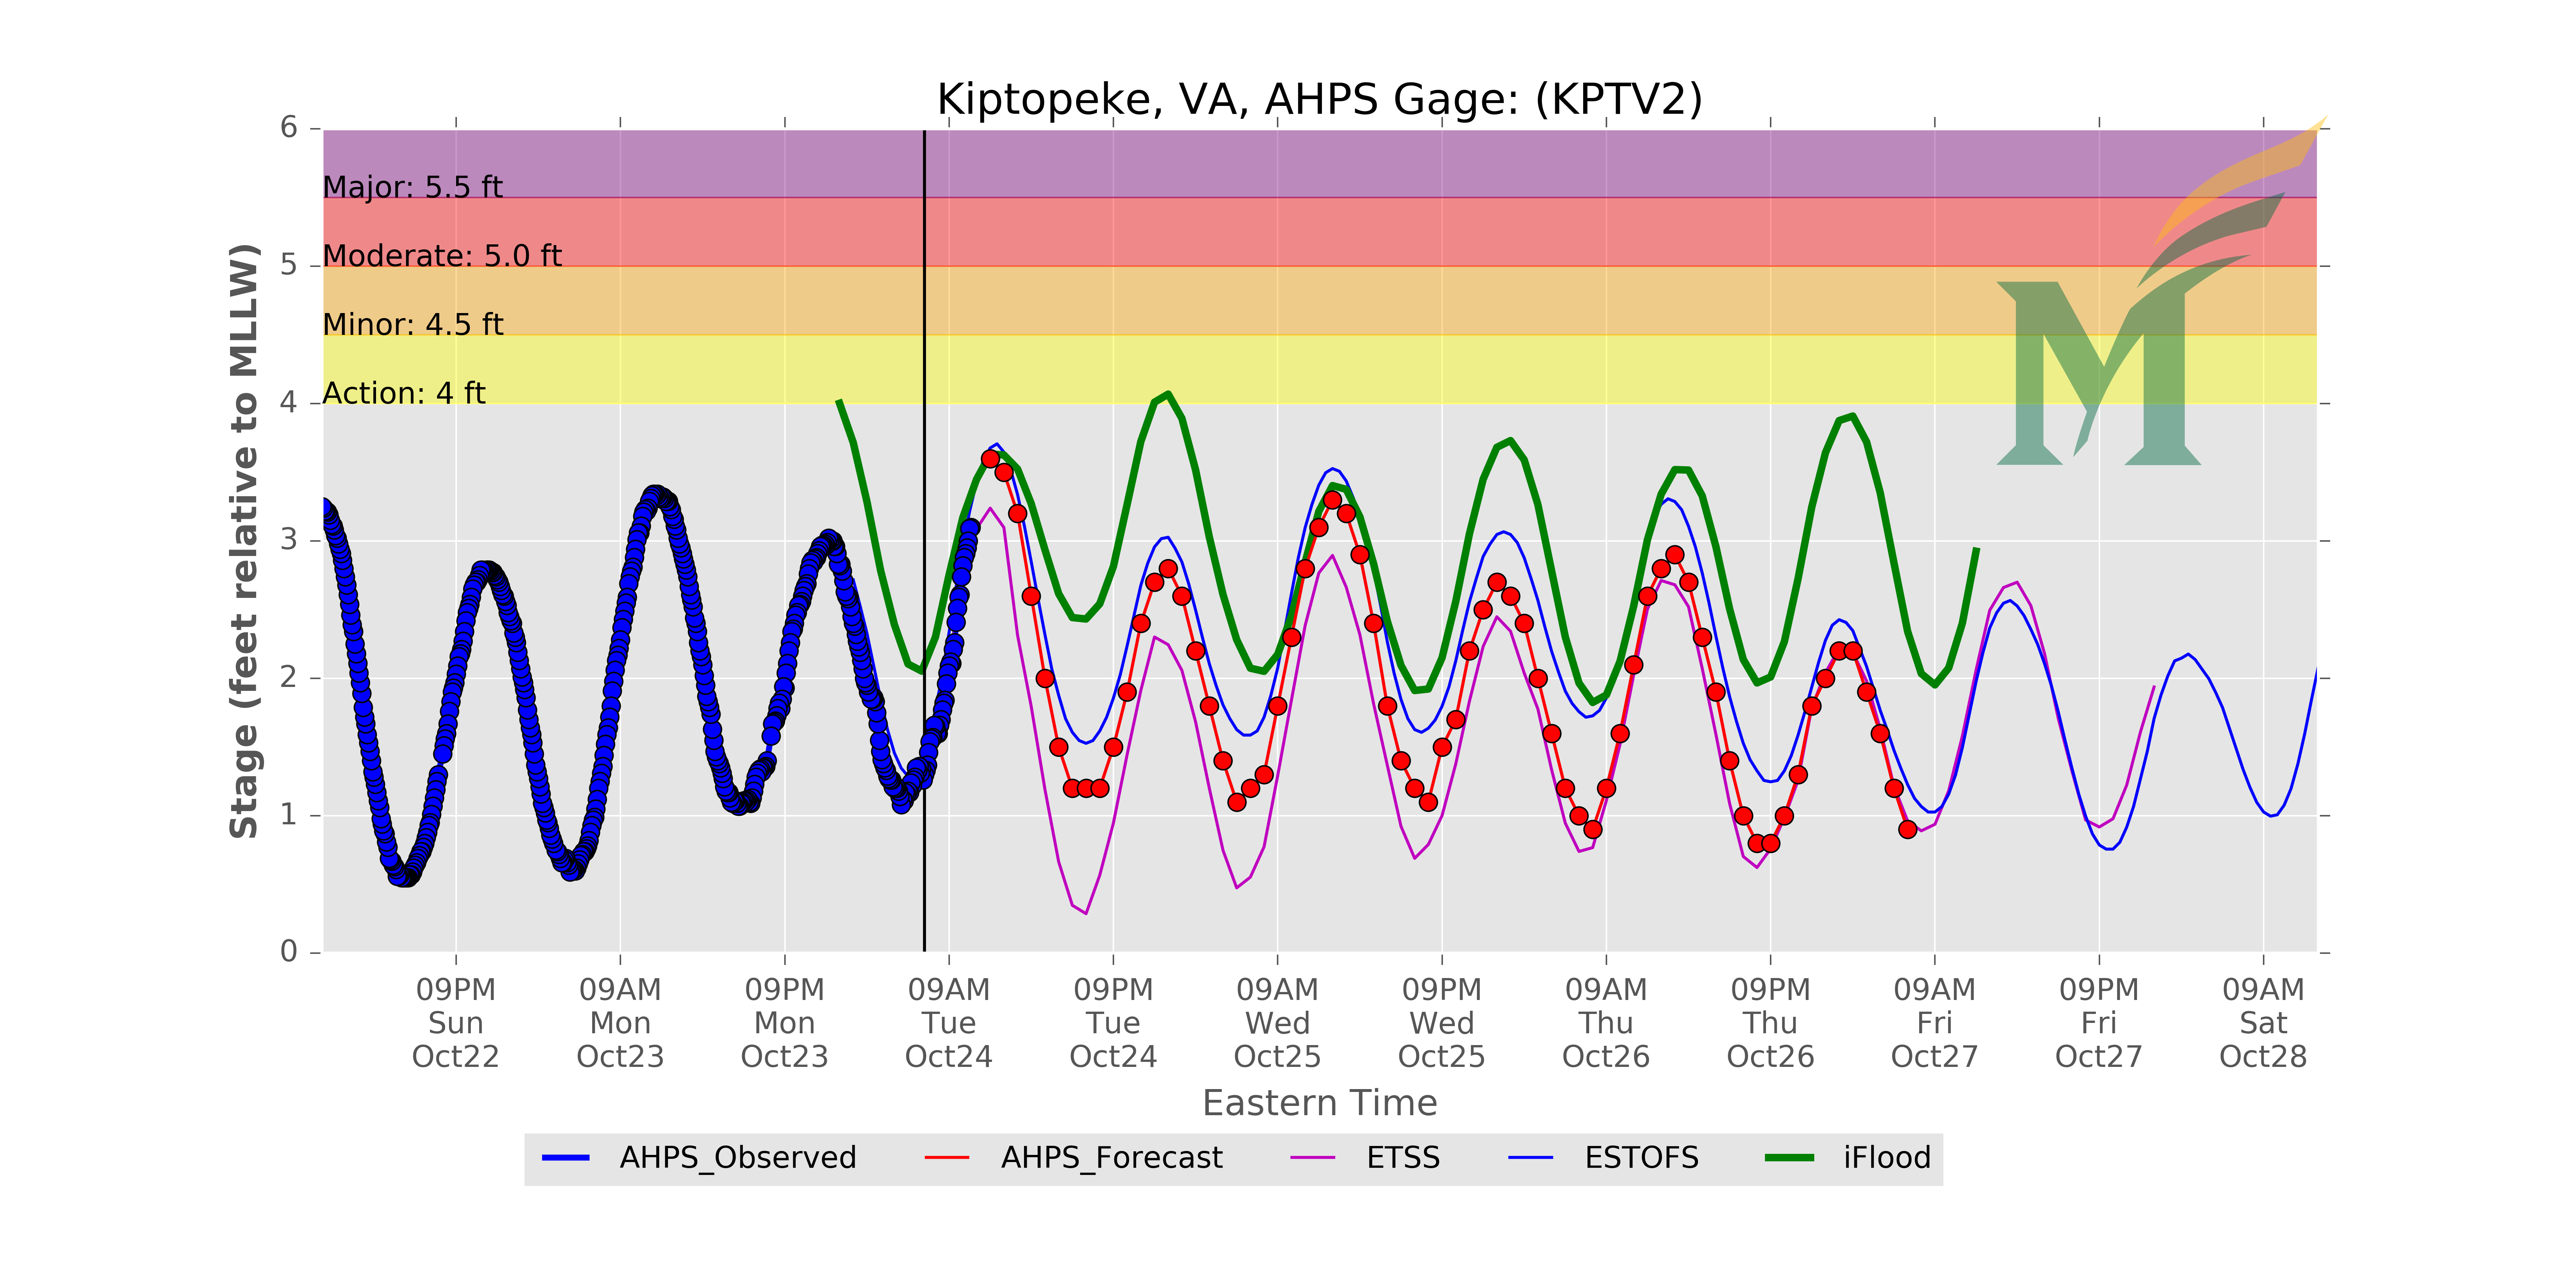 Kiptopeke, VA, AHPS Gage: (KPTV2)
6
Major: 5.5 ft
Moderate: 5.0 ft
5
Minor: 4.5 ft
Action: 4 ft
4
3
2
1
0
Stage (feet relative to MLLW)
M
09PM 09AM 09PM 09AM 09PM 09AM 09PM 09AM 09PM 09AM 09PM 09AM
Sun Mon Mon Tue Tue Wed Wed Thu Thu Fri Fri Sat
Oct22 Oct23 Oct23 Oct24 Oct24 Oct25 Oct25 Oct26 Oct26 Oct27 Oct27 Oct28
Eastern Time
AHPS_Observed AHPS_Forecast ETSS ESTOFS iFlood